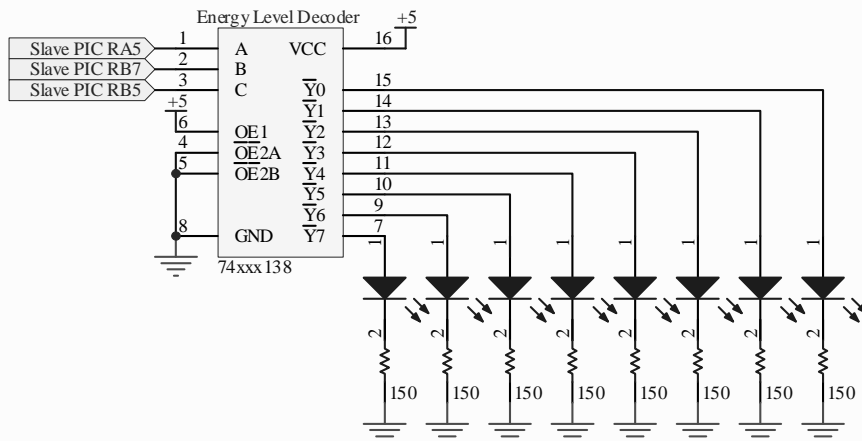 Energy Level Decoder
+5
Slave PIC RA5 1 A VCC 16
Slave PIC RB7 2 B
Slave PIC RB5 3 C Y0 15
+5 Y1 14
6 OE1 Y2 13
4 OE2A Y3 12
5 OE2B Y4 11
Y5 10
Y6 9
8 GND Y7 7
74xxx138
1 1 1 1 1 1 1 1
2 2 2 2 2 2 2 2
150 150 150 150 150 150 150 150